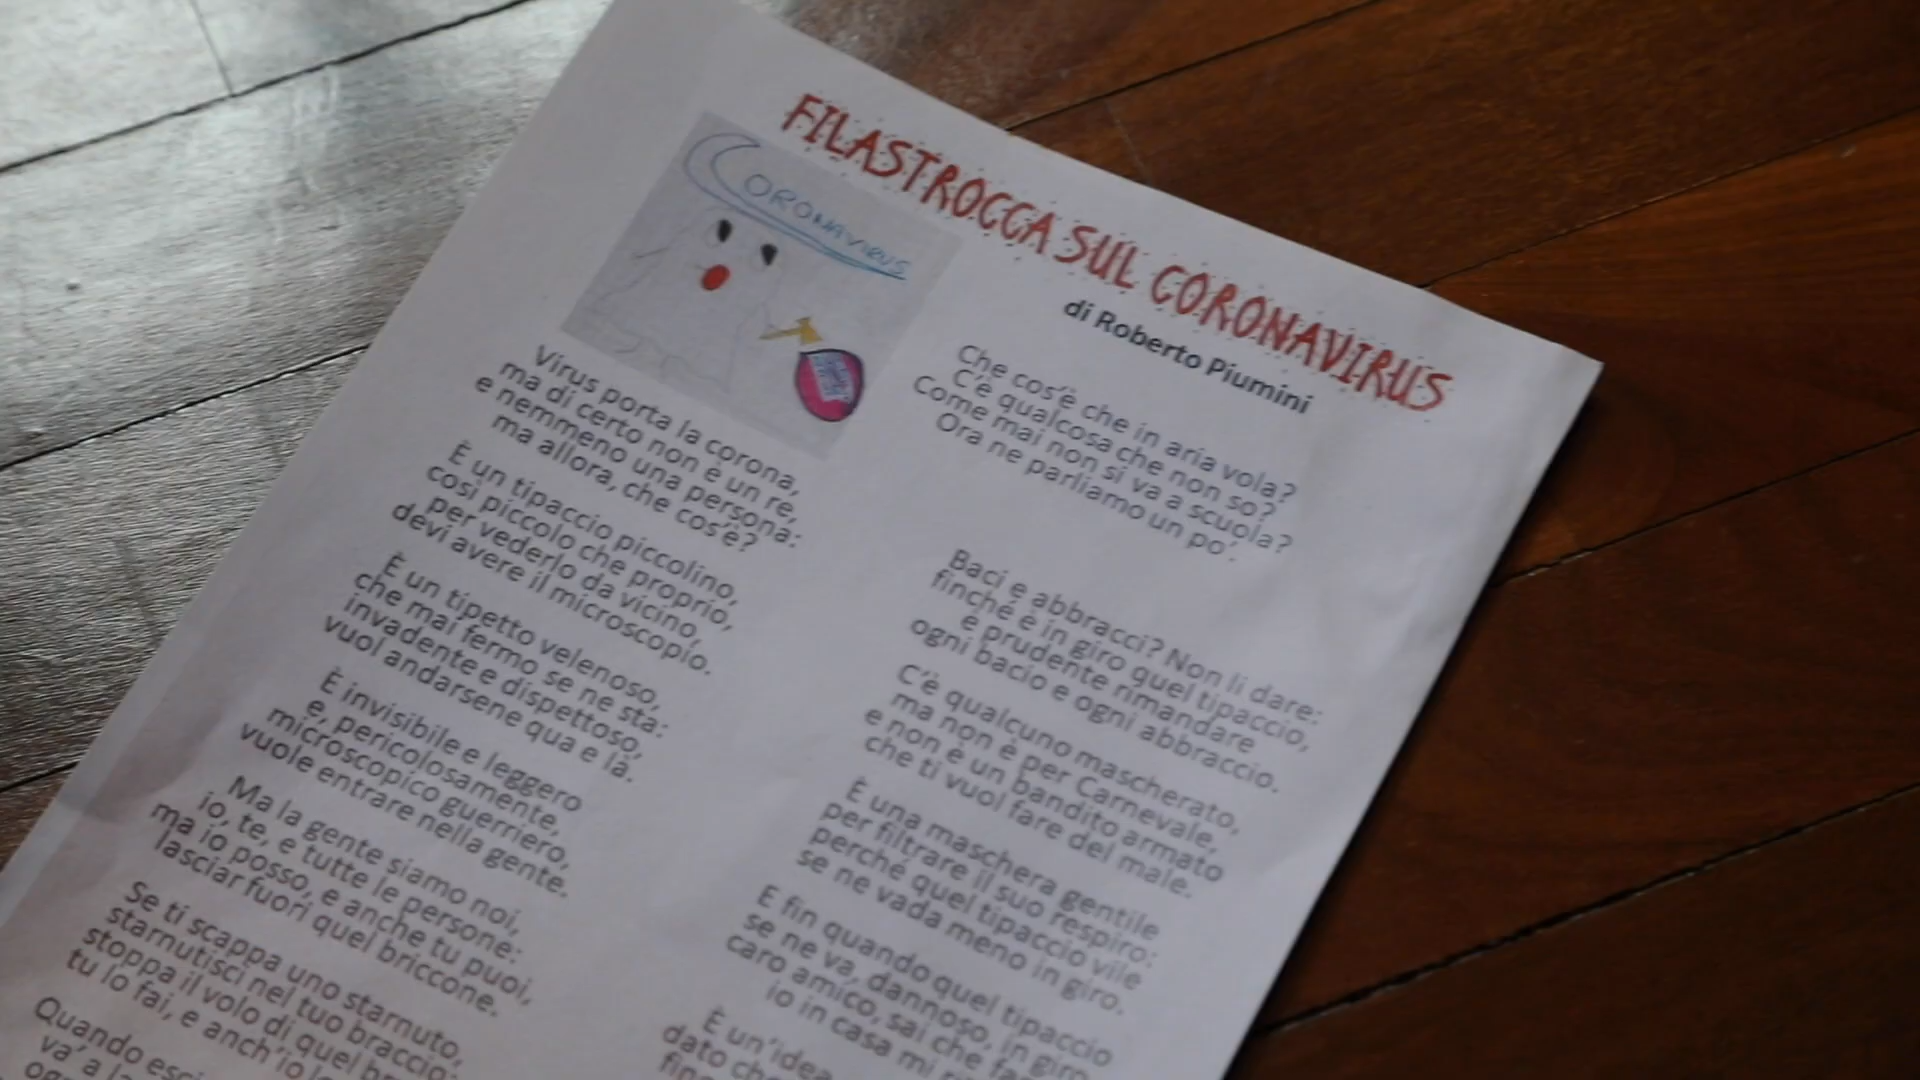 FILASTROCCA SUL CORONAVIRUS
di Roberto Piumini
CORONAVIRUS
Che cos'è che in aria vola?
C'è qualcosa che non so?
Come mai non si va a scuola?
Ora ne parliamo un po'.
Virus porta la corona,
ma di certo non è un re,
e nemmeno una persona:
ma allora, che cos'è?
È un tipaccio piccolino,
così piccolo che proprio,
per vederlo da vicino,
devi avere il microscopio.
È un tipetto velenoso,
che mai fermo se ne sta:
invadente e dispettoso,
vuol andarsene qua e là.
È invisibile e leggero
e, pericolosamente,
microscopico guerriero,
vuole entrare nella gente.
Ma la gente siamo noi,
io, te, e tutte le persone:
ma io posso, e anche tu puoi,
lasciar fuori quel briccone.
Se ti scappa uno starnuto,
starnutisci nel tuo braccio:
stoppa il volo di quel
tu lo fai, e anch'io
Quando esci
va' a
Baci e abbracci? Non li dare:
finché è in giro quel tipaccio,
è prudente rimandare
ogni bacio e ogni abbraccio.
C'è qualcuno mascherato,
ma non è per Carnevale,
e non è un bandito armato
che ti vuol fare del male.
È una maschera gentile
per filtrare il suo respiro:
perché quel tipaccio vile
se ne vada meno in giro.
E fin quando quel tipaccio
se ne va, dannoso, in giro,
caro amico, sai che
io in casa mi
È un'idea
dato che